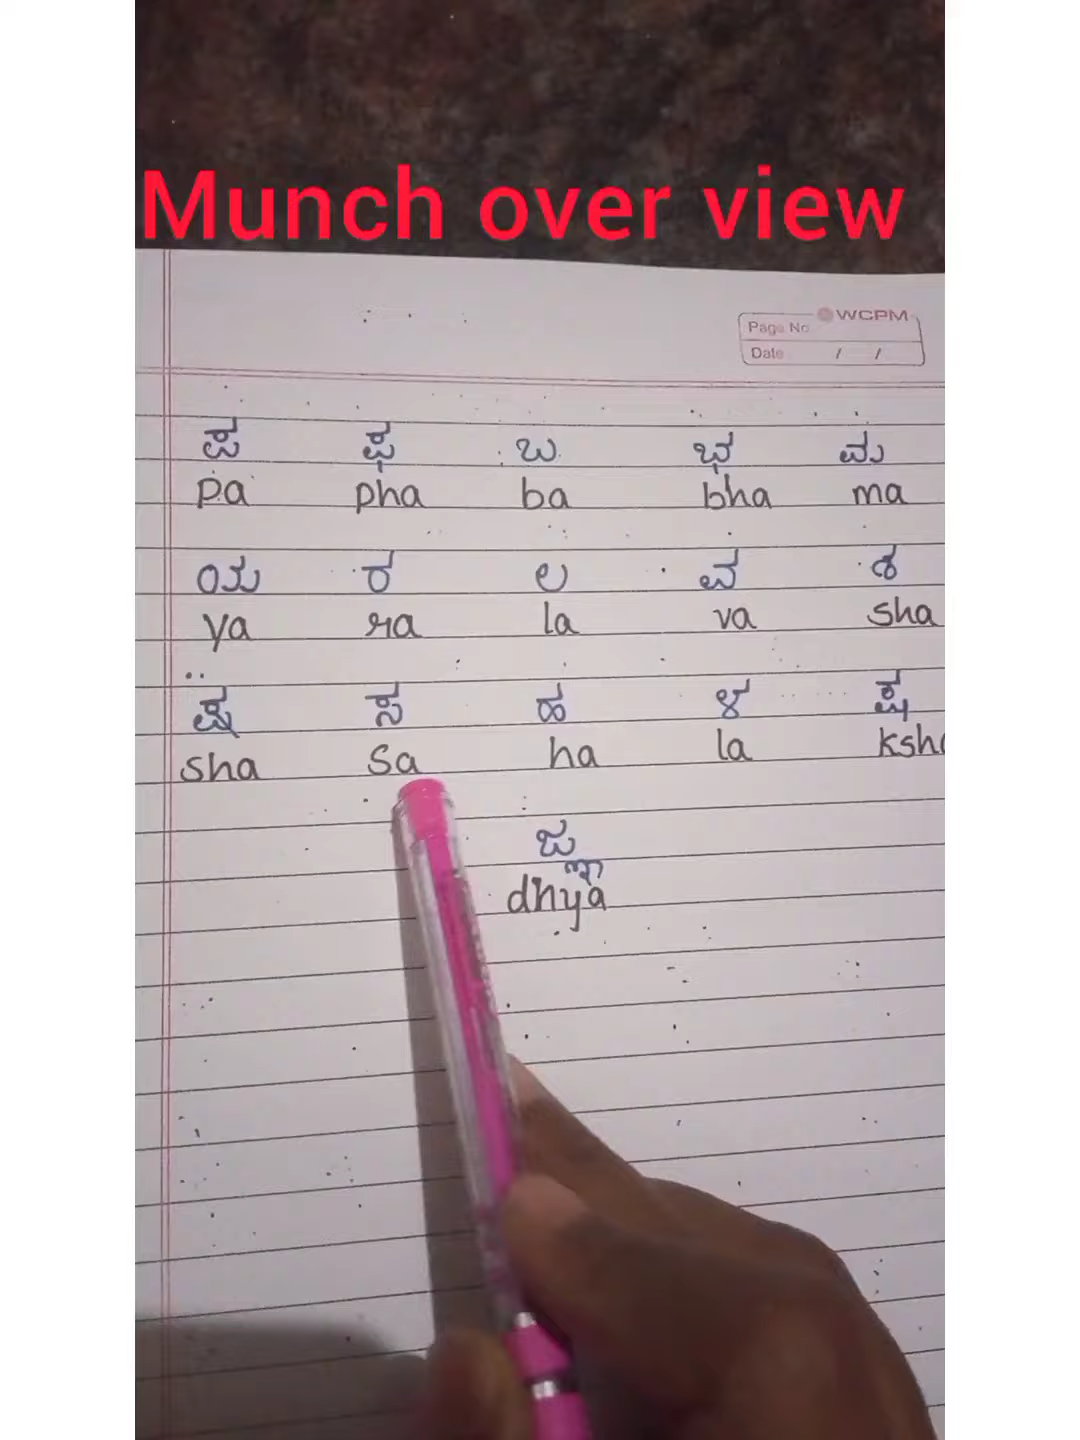 Munch over view
WCPM
Page No
Date / /
ಪ ಫ ಬ ಭ ಮ
pa pha ba bha ma
ಯ ರ ಲ ವ ಶ
ya ra la va sha
ಷ ಸ ಹ ಳ ಕ್ಷ
sha sa ha la ksha
ಜ್ಞಾ
dhya